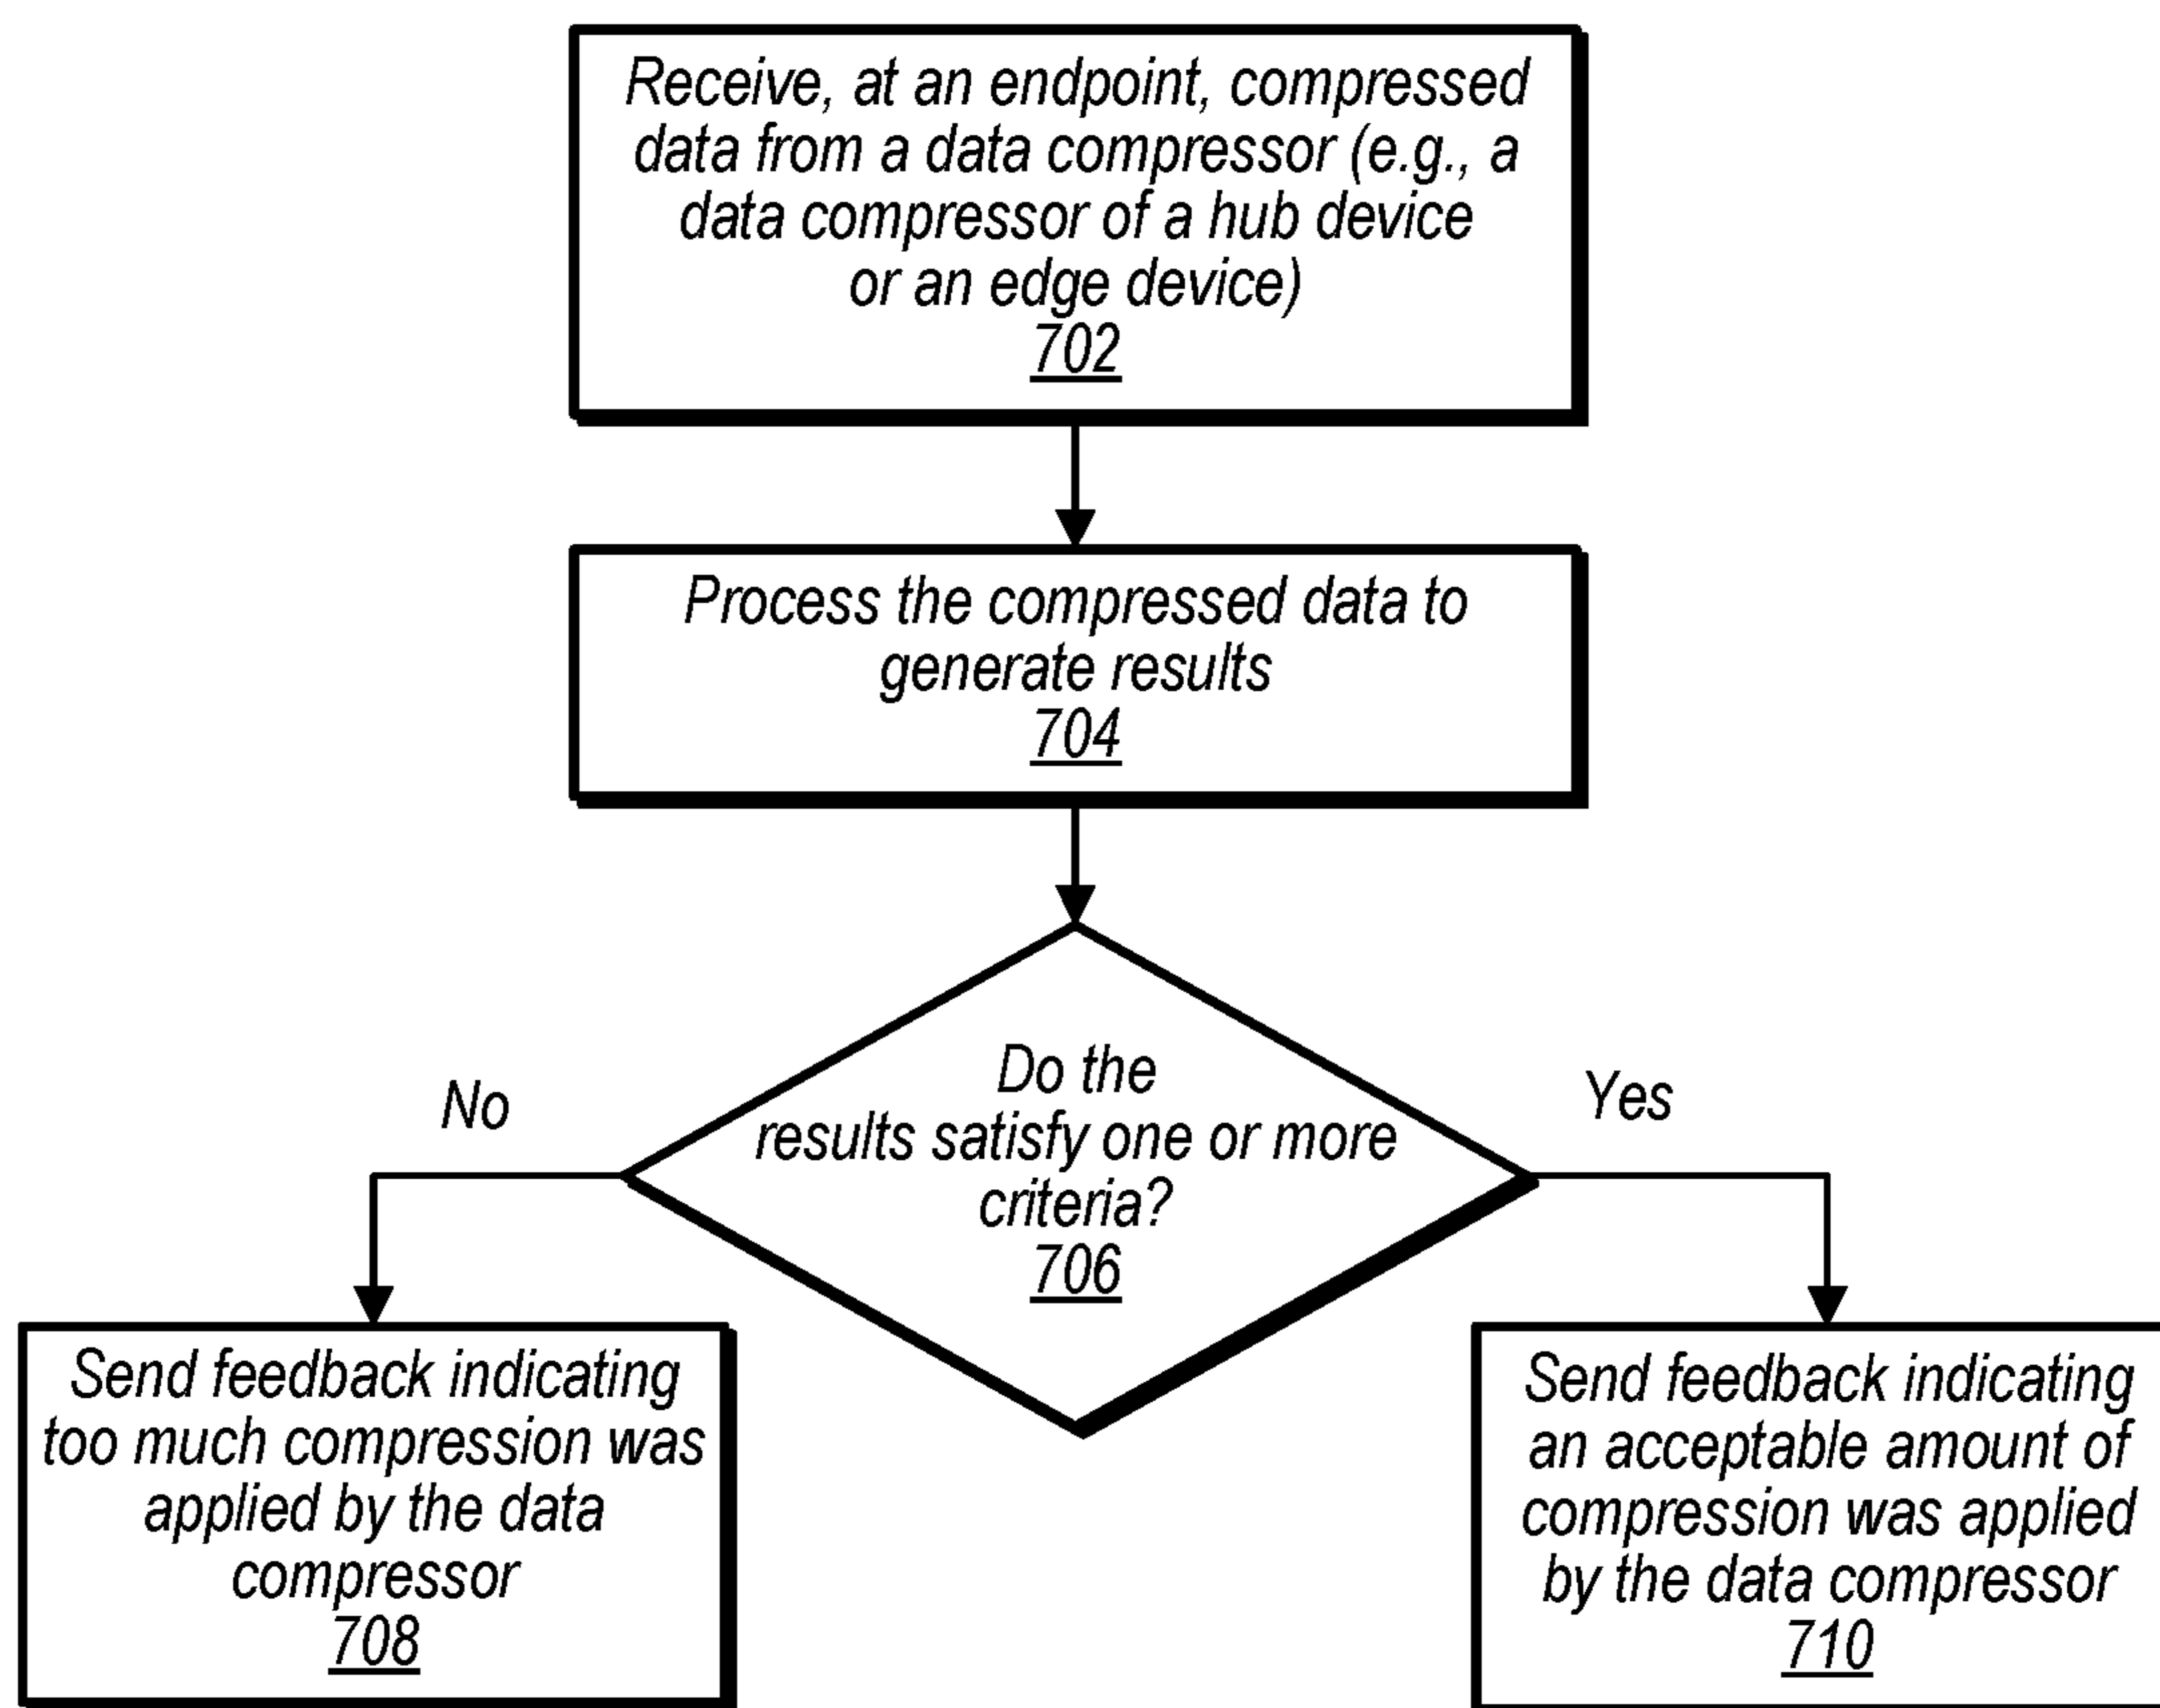 Receive, at an endpoint, compressed
data from a data compressor (e.g., a
data compressor of a hub device
or an edge device)
702
Process the compressed data to
generate results
704
Do the
results satisfy one or more
criteria?
706
No
Yes
Send feedback indicating
too much compression was
applied by the data
compressor
708
Send feedback indicating
an acceptable amount of
compression was applied
by the data compressor
710